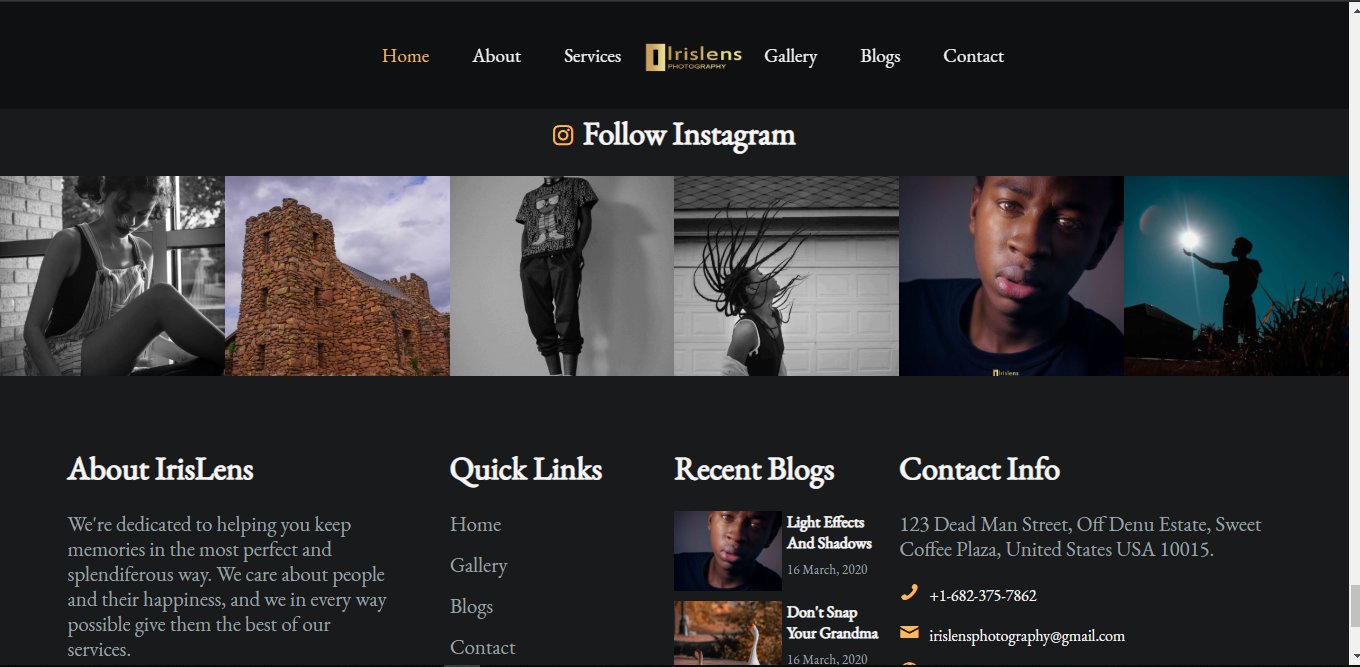 Home About Services Irislens Gallery Blogs Contact
PHOTOGRAPHY
Follow Instagram
Irislens
About IrisLens
We're dedicated to helping you keep
memories in the most perfect and
splendiferous way. We care about people
and their happiness, and we in every way
possible give them the best of our
services.
Quick Links
Home
Gallery
Blogs
Contact
Recent Blogs
Light Effects
And Shadows
16 March, 2020
Don't Snap
Your Grandma
16 March, 2020
Contact Info
123 Dead Man Street, Off Denu Estate, Sweet
Coffee Plaza, United States USA 10015.
+1-682-375-7862
irislensphotography@gmail.com